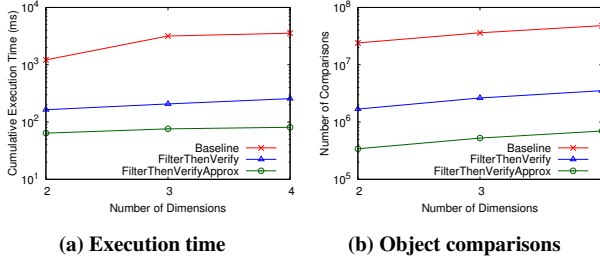 Cumulative Execution Time (ms)
10^5
10^4
10^3
10^2
10^1
Baseline
FilterThenVerify
FilterThenVerifyApprox
2
3
4
Number of Dimensions
(a) Execution time
Number of Comparisons
10^8
10^7
10^6
10^5
Baseline
FilterThenVerify
FilterThenVerifyApprox
2
3
Number of Dimensions
(b) Object comparisons